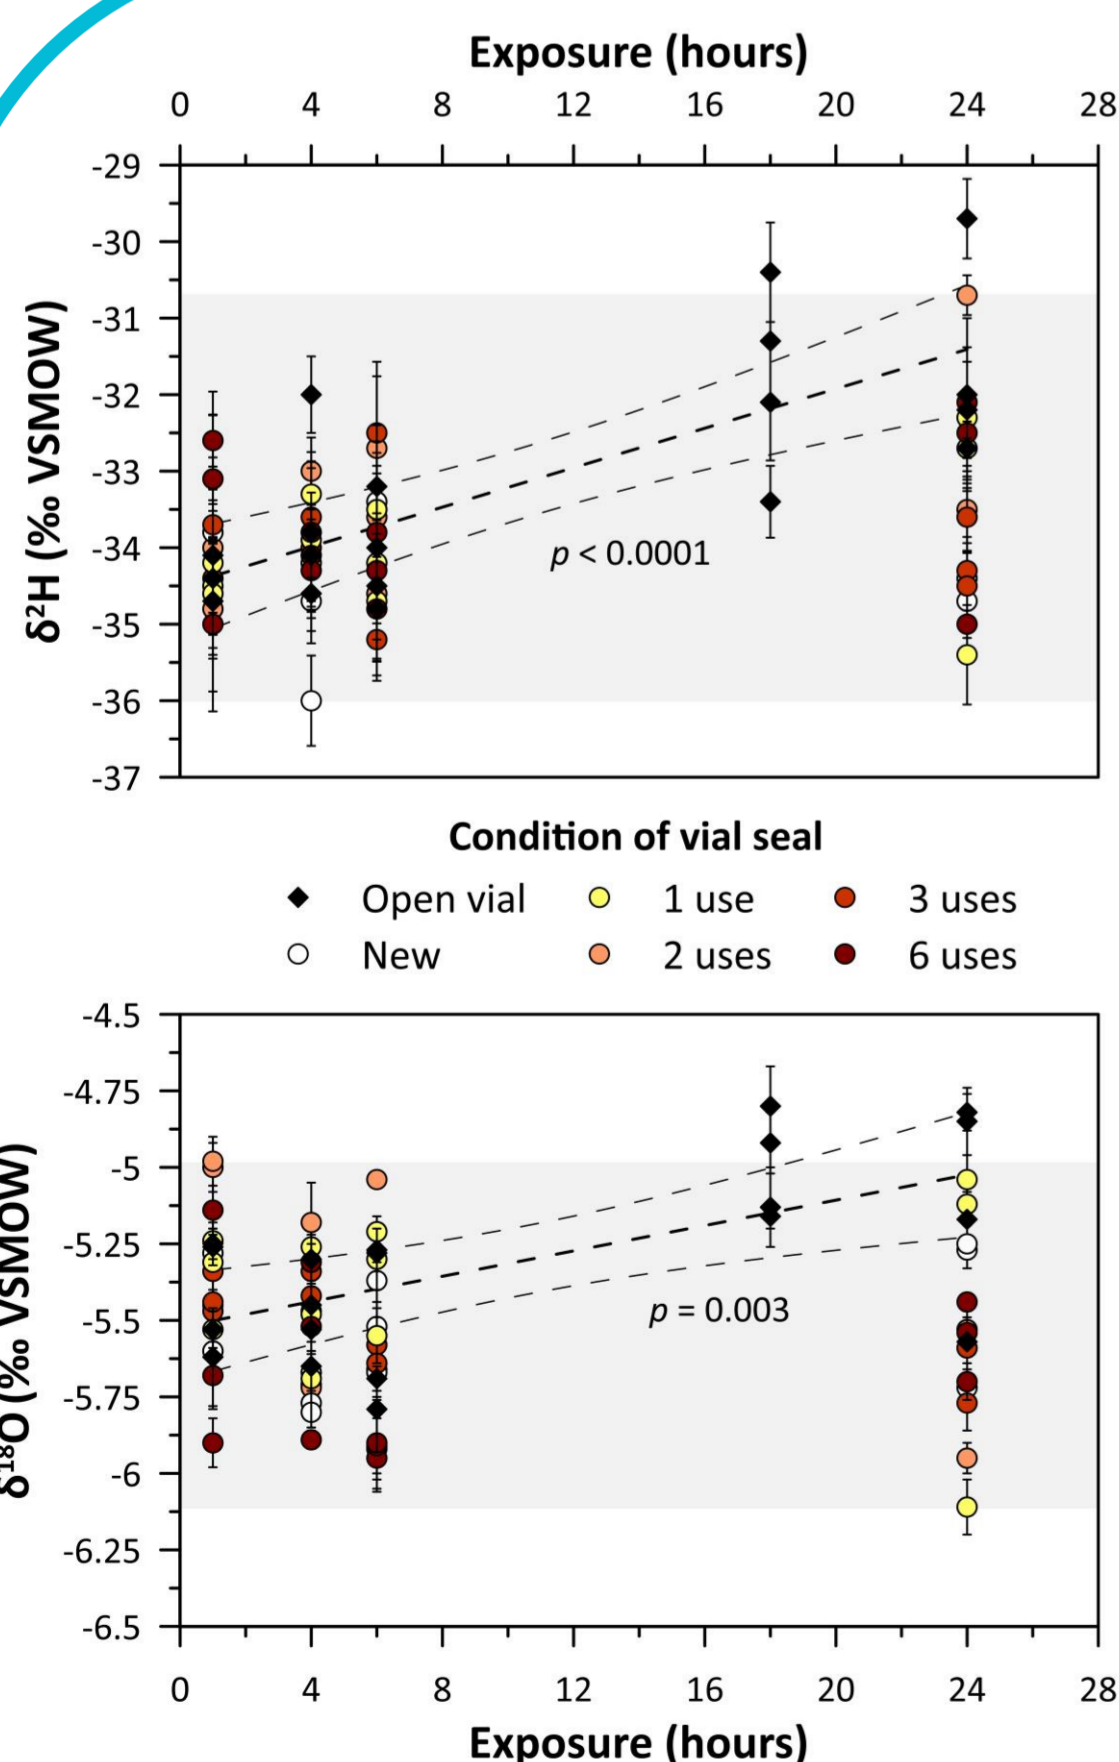 Exposure (hours)
0 4 8 12 16 20 24 28
-29
-30
-31
-32
-33
-34
-35
-36
-37
δ²H (‰ VSMOW)
p < 0.0001
Condition of vial seal
Open vial 1 use 3 uses
New 2 uses 6 uses
-4.5
-4.75
-5
-5.25
-5.5
-5.75
-6
-6.25
-6.5
δ¹⁸O (‰ VSMOW)
p = 0.003
0 4 8 12 16 20 24 28
Exposure (hours)